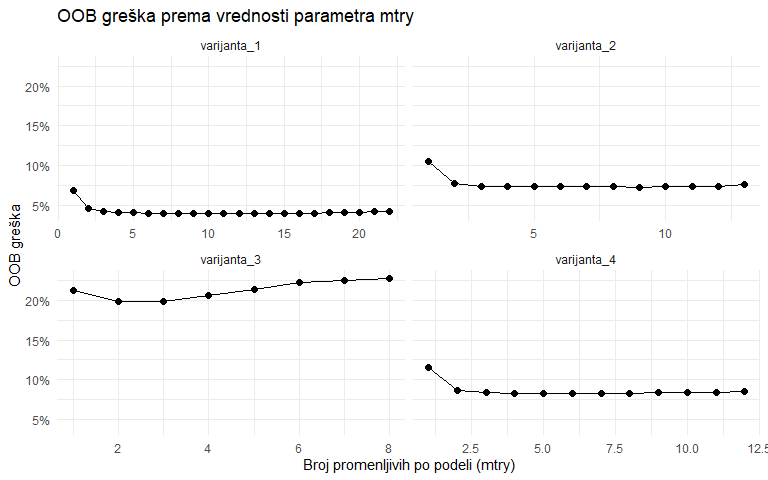 OOB greška prema vrednosti parametra mtry
varijanta_1
varijanta_2
20%
15%
10%
5%
0 5 10 15 20
5 10
OOB greška
varijanta_3
varijanta_4
20%
15%
10%
5%
2 4 6 8
2.5 5.0 7.5 10.0 12.5
Broj promenljivih po podeli (mtry)